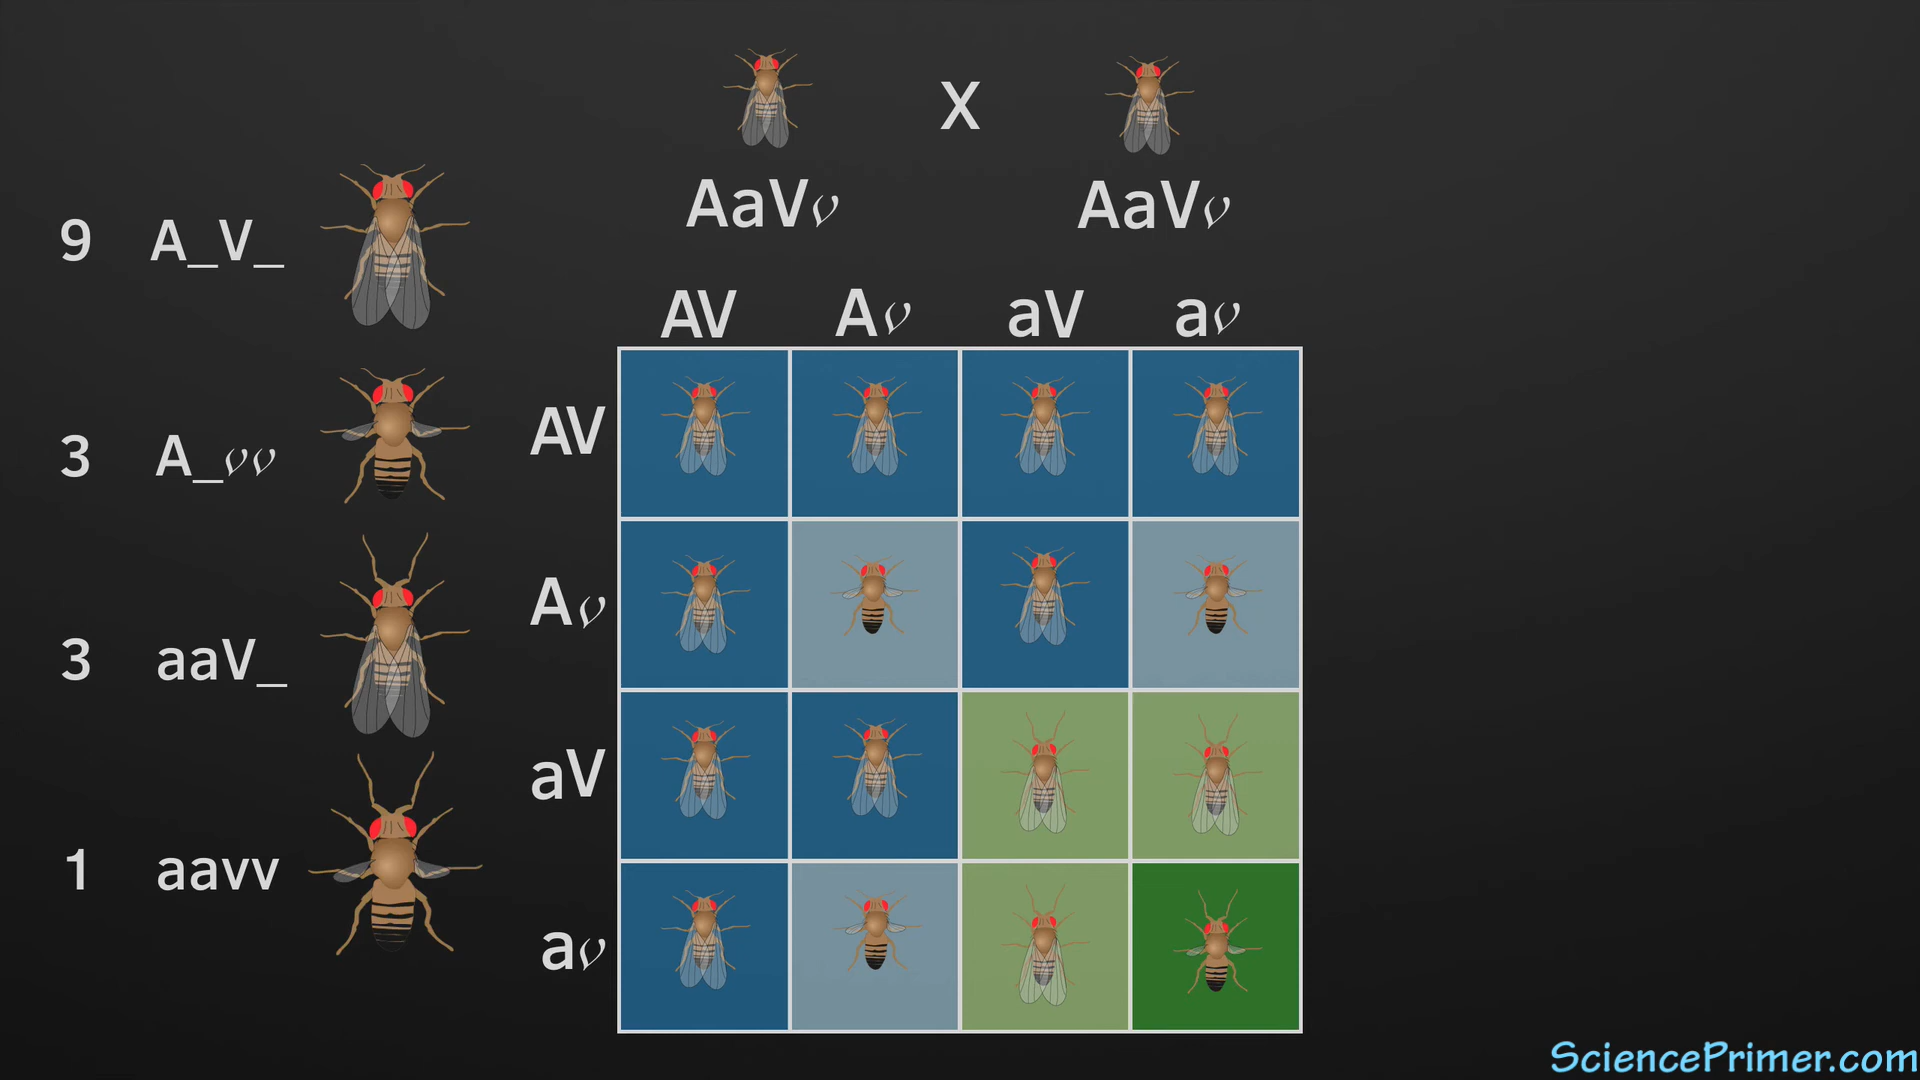 X
AaVv AaVv
9 A_V_
3 A_vv
3 aaV_
1 aavv
AV Av aV av
AV
Av
aV
av
SciencePrimer.com